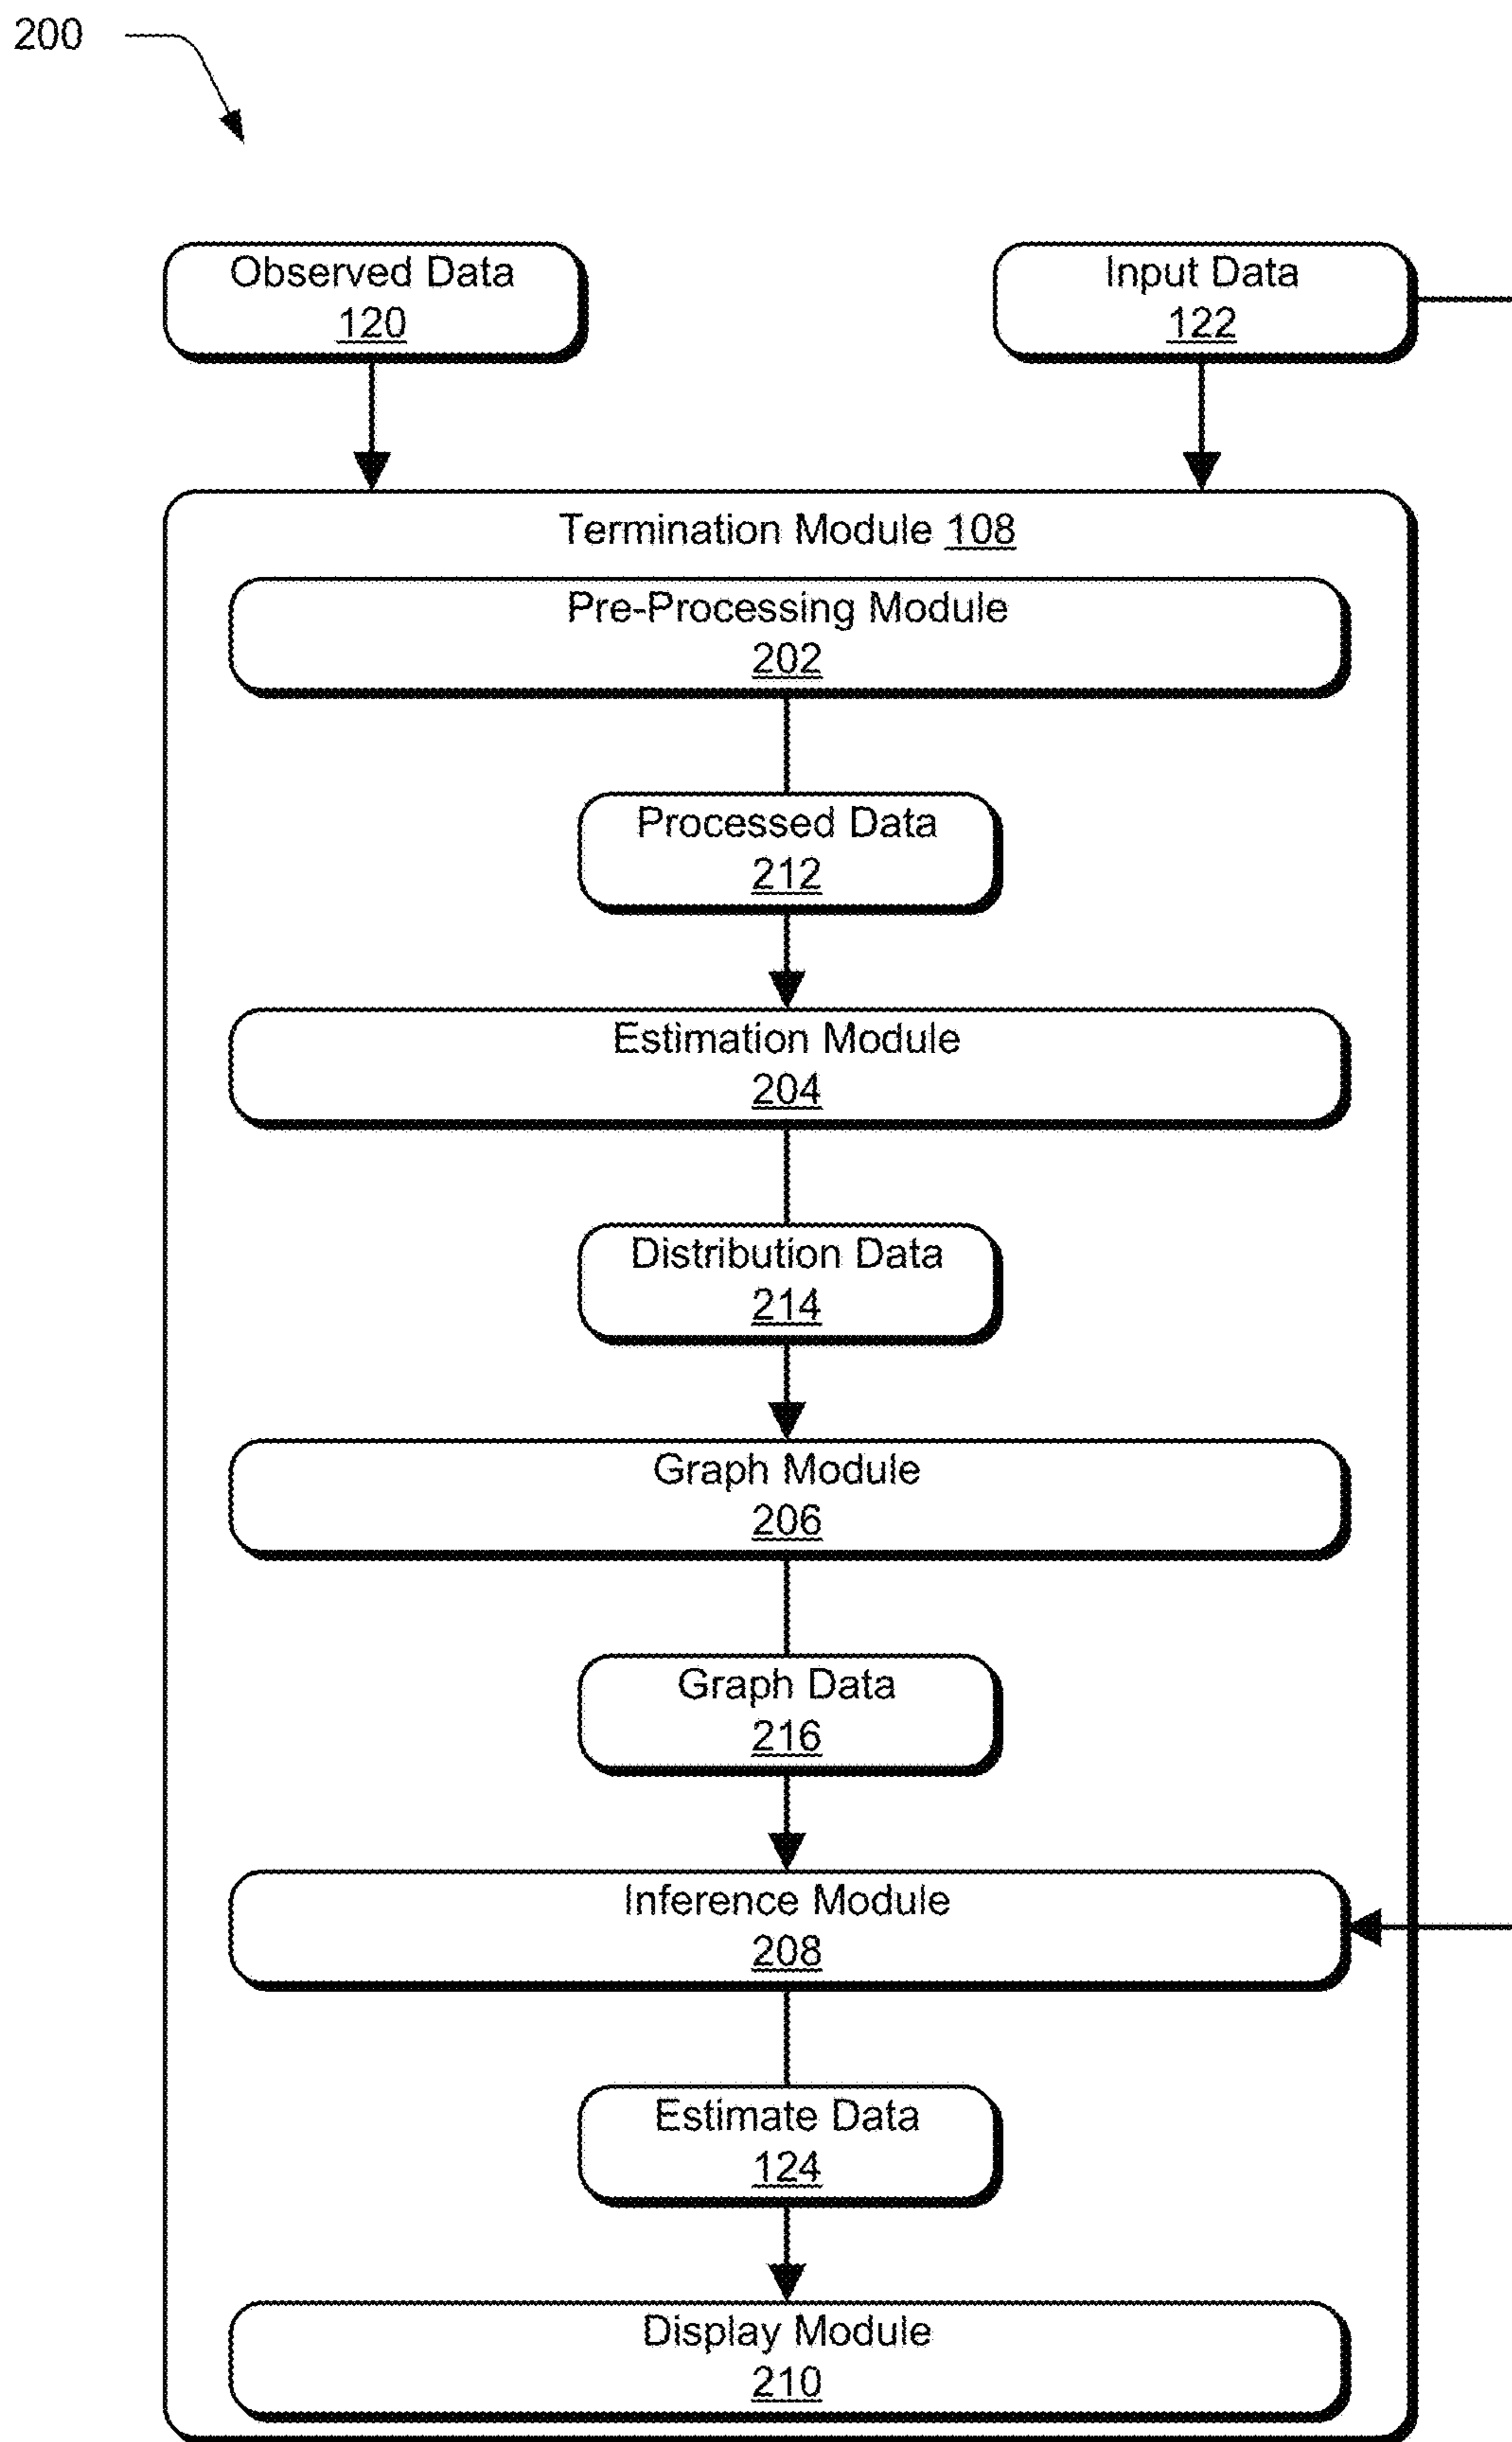 200
Observed Data
120
Input Data
122
Termination Module 108
Pre-Processing Module
202
Processed Data
212
Estimation Module
204
Distribution Data
214
Graph Module
206
Graph Data
216
Inference Module
208
Estimate Data
124
Display Module
210